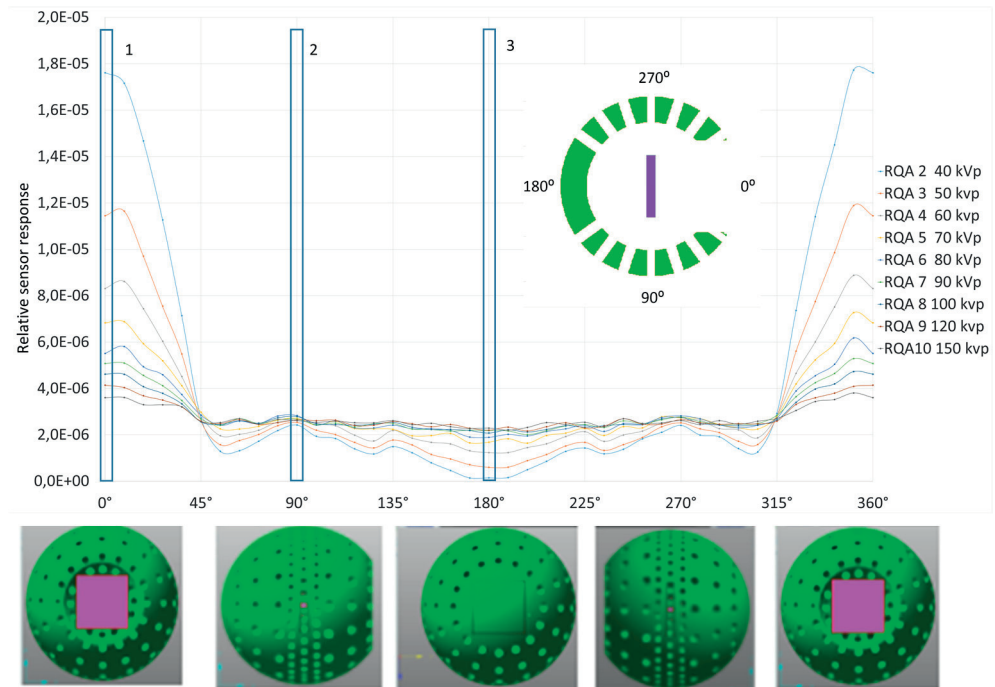 2,0E-05
1,8E-05
1,6E-05
1,4E-05
1,2E-05
1,0E-05
8,0E-06
6,0E-06
4,0E-06
2,0E-06
0,0E+00
Relative sensor response
1
2
3
270º
180º
0º
90º
RQA 2 40 kVp
RQA 3 50 kVp
RQA 4 60 kVp
RQA 5 70 kVp
RQA 6 80 kVp
RQA 7 90 kVp
RQA 8 100 kvp
RQA 9 120 kvp
RQA10 150 kvp
0° 45° 90° 135° 180° 225° 270° 315° 360°